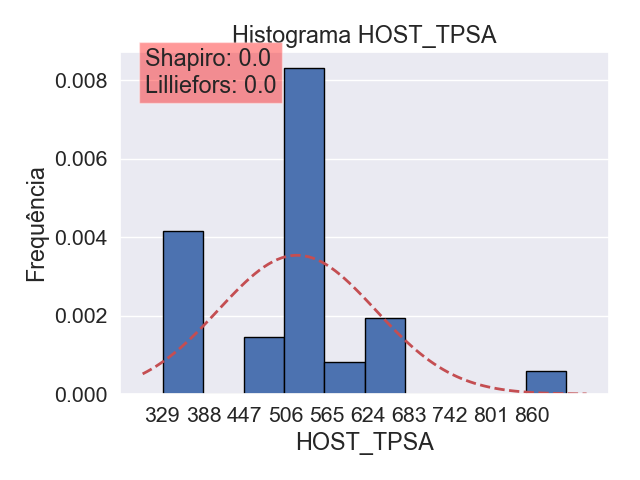 Histograma HOST_TPSA
Shapiro: 0.0
Lilliefors: 0.0
0.008
0.006
0.004
0.002
0.000
Frequência
329 388 447 506 565 624 683 742 801 860
HOST_TPSA